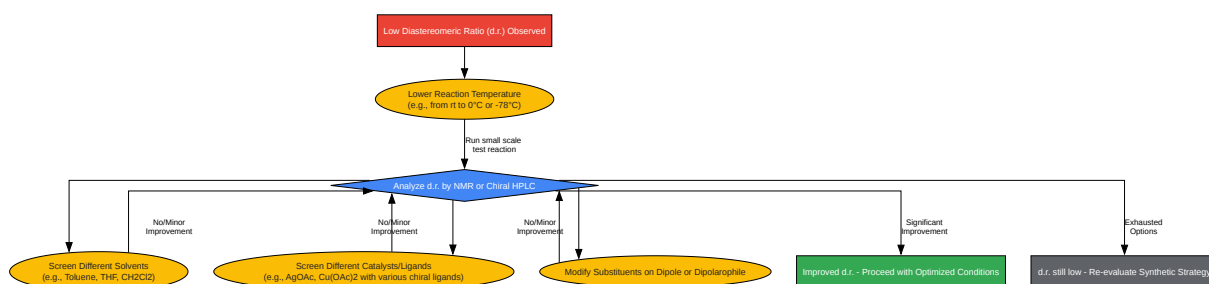 Low Diastereomeric Ratio (d.r.) Observed
Lower Reaction Temperature
(e.g., from rt to 0°C or -78°C)
Run small scale
test reaction
Analyze d.r. by NMR or Chiral HPLC
No/Minor
Improvement
No/Minor
Improvement
No/Minor
Improvement
Significant
Improvement
Exhausted
Options
Screen Different Solvents
(e.g., Toluene, THF, CH2Cl2)
Screen Different Catalysts/Ligands
(e.g., AgOAc, Cu(OAc)2 with various chiral ligands)
Modify Substituents on Dipole or Dipolarophile
Improved d.r. - Proceed with Optimized Conditions
d.r. still low - Re-evaluate Synthetic Strategy